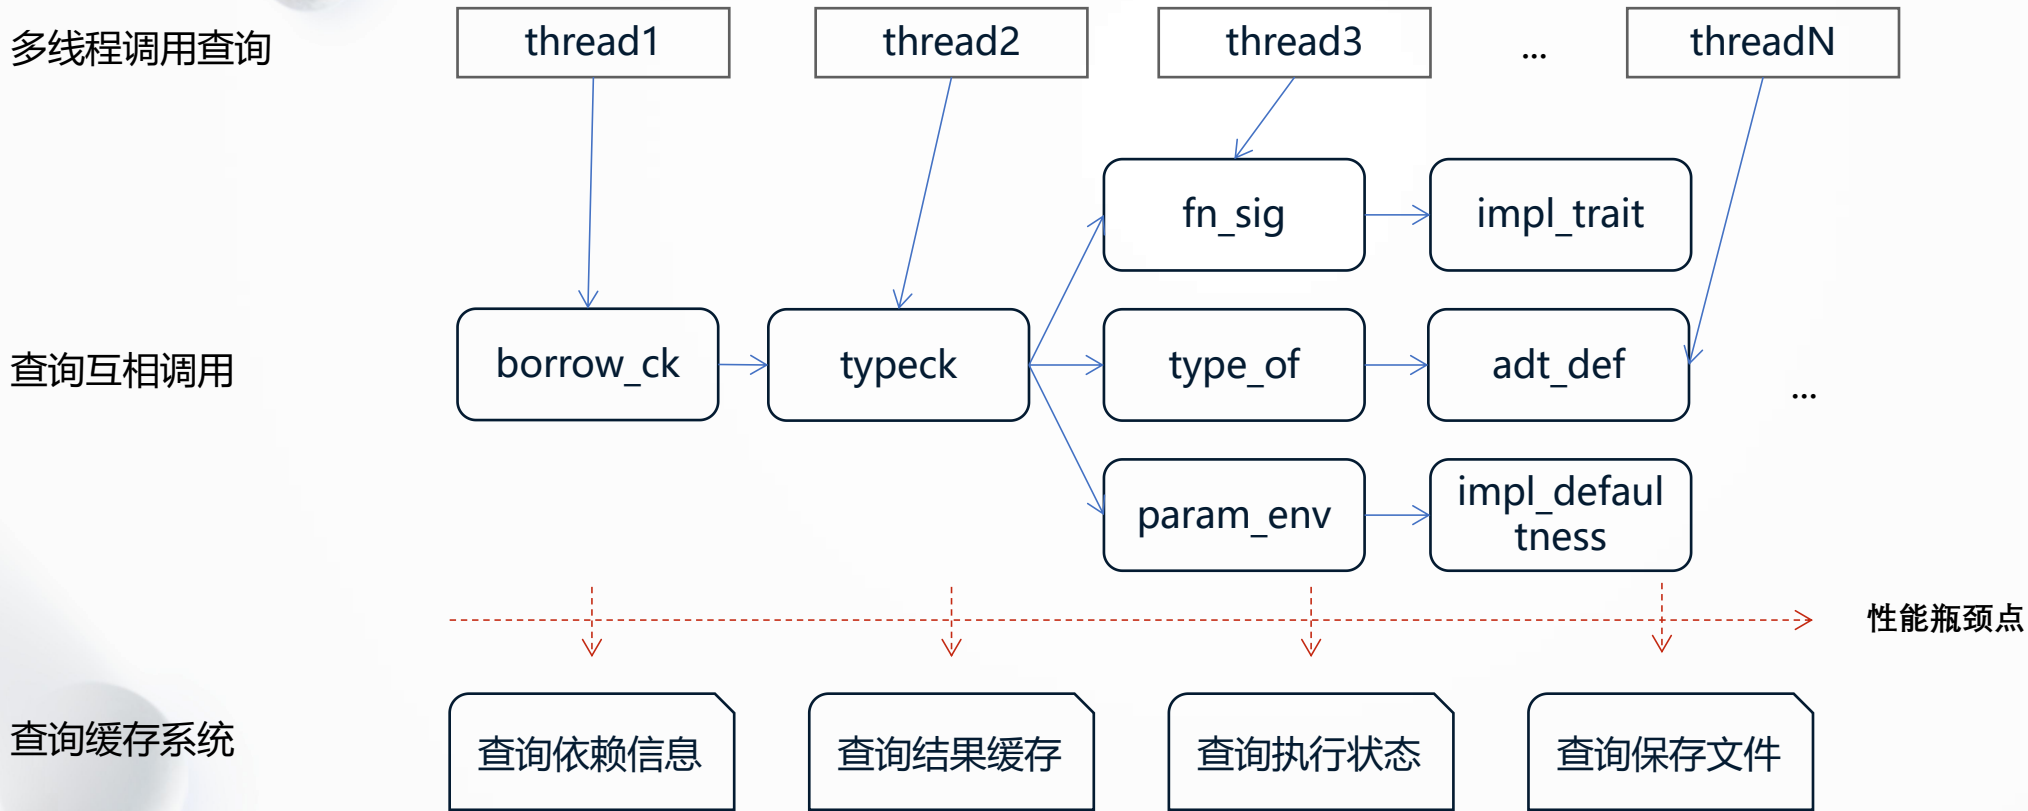 多线程调用查询
thread1
thread2
thread3
...
threadN
fn_sig
impl_trait
查询互相调用
borrow_ck
typeck
type_of
adt_def
...
param_env
impl_defaul
tness
性能瓶颈点
查询缓存系统
查询依赖信息
查询结果缓存
查询执行状态
查询保存文件